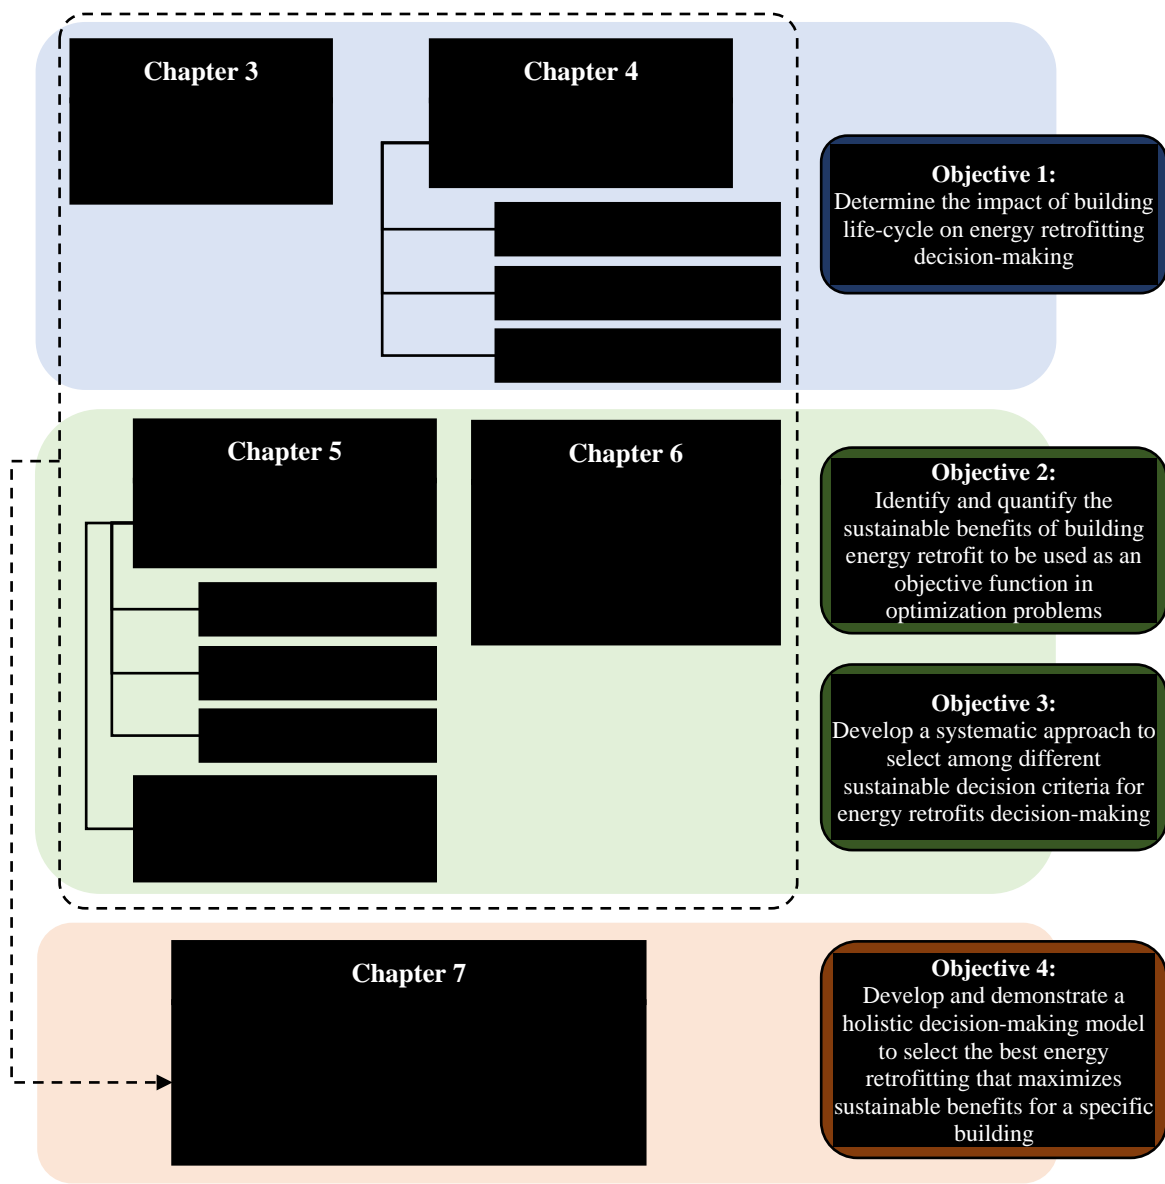 Chapter 3
Chapter 4
Objective 1:
Determine the impact of building
life-cycle on energy retrofitting
decision-making
Chapter 5
Chapter 6
Objective 2:
Identify and quantify the
sustainable benefits of building
energy retrofit to be used as an
objective function in
optimization problems
Objective 3:
Develop a systematic approach to
select among different
sustainable decision criteria for
energy retrofits decision-making
Chapter 7
Objective 4:
Develop and demonstrate a
holistic decision-making model
to select the best energy
retrofitting that maximizes
sustainable benefits for a specific
building